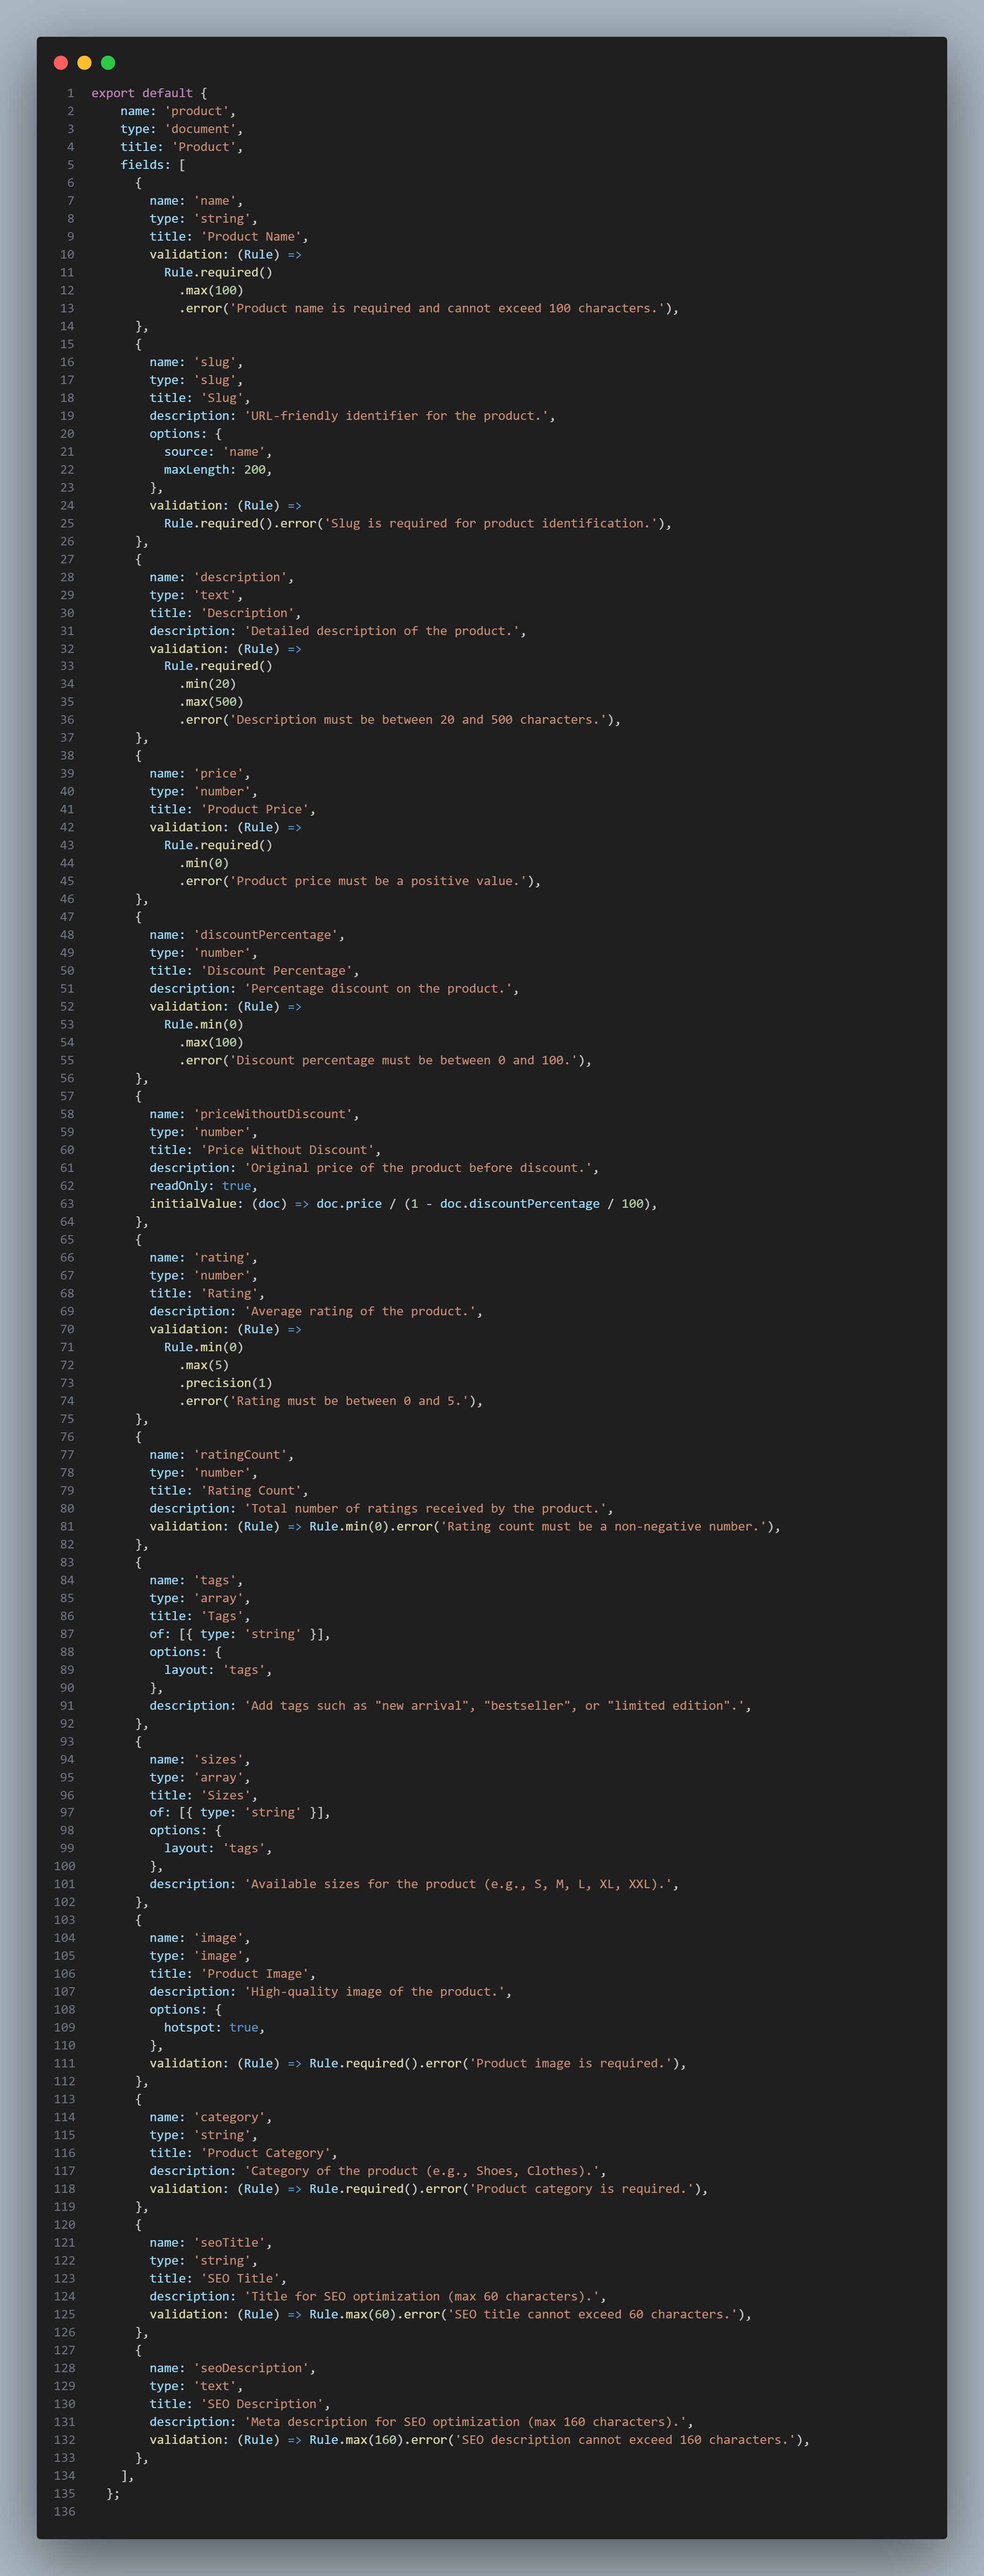 1 export default {
2 name: 'product',
3 type: 'document',
4 title: 'Product',
5 fields: [
6 {
7 name: 'name',
8 type: 'string',
9 title: 'Product Name',
10 validation: (Rule) =>
11 Rule.required()
12 .max(100)
13 .error('Product name is required and cannot exceed 100 characters.'),
14 },
15 {
16 name: 'slug',
17 type: 'slug',
18 title: 'Slug',
19 description: 'URL-friendly identifier for the product.',
20 options: {
21 source: 'name',
22 maxLength: 200,
23 },
24 validation: (Rule) =>
25 Rule.required().error('Slug is required for product identification.'),
26 },
27 {
28 name: 'description',
29 type: 'text',
30 title: 'Description',
31 description: 'Detailed description of the product.',
32 validation: (Rule) =>
33 Rule.required()
34 .min(20)
35 .max(500)
36 .error('Description must be between 20 and 500 characters.'),
37 },
38 {
39 name: 'price',
40 type: 'number',
41 title: 'Product Price',
42 validation: (Rule) =>
43 Rule.required()
44 .min(0)
45 .error('Product price must be a positive value.'),
46 },
47 {
48 name: 'discountPercentage',
49 type: 'number',
50 title: 'Discount Percentage',
51 description: 'Percentage discount on the product.',
52 validation: (Rule) =>
53 Rule.min(0)
54 .max(100)
55 .error('Discount percentage must be between 0 and 100.'),
56 },
57 {
58 name: 'priceWithoutDiscount',
59 type: 'number',
60 title: 'Price Without Discount',
61 description: 'Original price of the product before discount.',
62 readOnly: true,
63 initialValue: (doc) => doc.price / (1 - doc.discountPercentage / 100),
64 },
65 {
66 name: 'rating',
67 type: 'number',
68 title: 'Rating',
69 description: 'Average rating of the product.',
70 validation: (Rule) =>
71 Rule.min(0)
72 .max(5)
73 .precision(1)
74 .error('Rating must be between 0 and 5.'),
75 },
76 {
77 name: 'ratingCount',
78 type: 'number',
79 title: 'Rating Count',
80 description: 'Total number of ratings received by the product.',
81 validation: (Rule) => Rule.min(0).error('Rating count must be a non-negative number.'),
82 },
83 {
84 name: 'tags',
85 type: 'array',
86 title: 'Tags',
87 of: [{ type: 'string' }],
88 options: {
89 layout: 'tags',
90 },
91 description: 'Add tags such as "new arrival", "bestseller", or "limited edition".',
92 },
93 {
94 name: 'sizes',
95 type: 'array',
96 title: 'Sizes',
97 of: [{ type: 'string' }],
98 options: {
99 layout: 'tags',
100 },
101 description: 'Available sizes for the product (e.g., S, M, L, XL, XXL).',
102 },
103 {
104 name: 'image',
105 type: 'image',
106 title: 'Product Image',
107 description: 'High-quality image of the product.',
108 options: {
109 hotspot: true,
110 },
111 validation: (Rule) => Rule.required().error('Product image is required.'),
112 },
113 {
114 name: 'category',
115 type: 'string',
116 title: 'Product Category',
117 description: 'Category of the product (e.g., Shoes, Clothes).',
118 validation: (Rule) => Rule.required().error('Product category is required.'),
119 },
120 {
121 name: 'seoTitle',
122 type: 'string',
123 title: 'SEO Title',
124 description: 'Title for SEO optimization (max 60 characters).',
125 validation: (Rule) => Rule.max(60).error('SEO title cannot exceed 60 characters.'),
126 },
127 {
128 name: 'seoDescription',
129 type: 'text',
130 title: 'SEO Description',
131 description: 'Meta description for SEO optimization (max 160 characters).',
132 validation: (Rule) => Rule.max(160).error('SEO description cannot exceed 160 characters.'),
133 },
134 ],
135 };
136